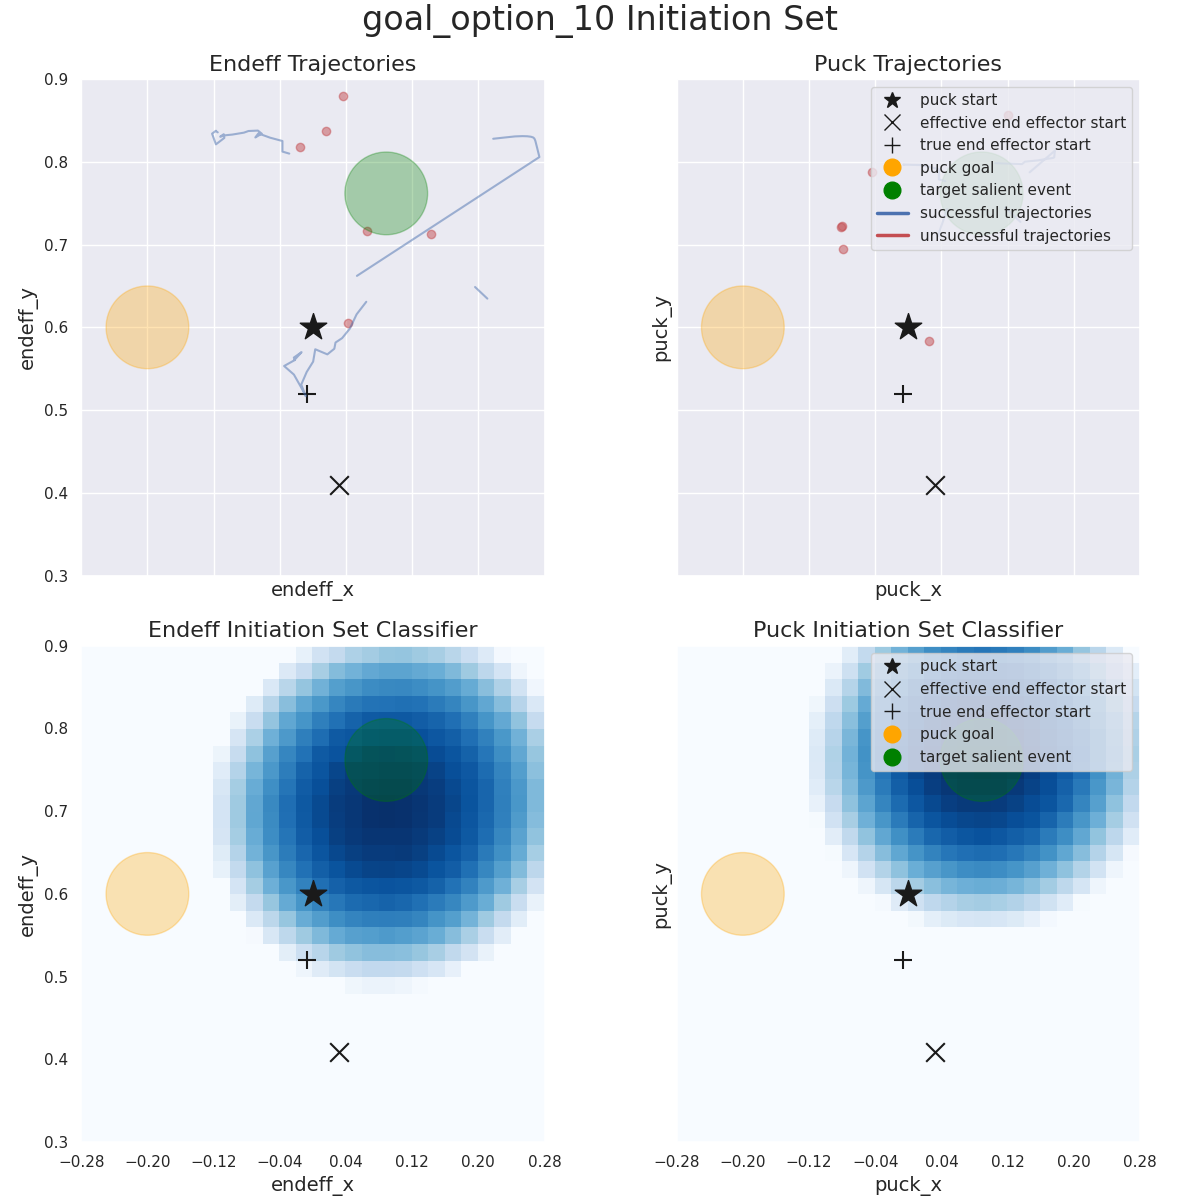 goal_option_10 Initiation Set
Endeff Trajectories
0.9
0.8
0.7
0.6
0.5
0.4
0.3
endeff_y
endeff_x
Puck Trajectories
puck start
effective end effector start
true end effector start
puck goal
target salient event
successful trajectories
unsuccessful trajectories
puck_y
puck_x
Endeff Initiation Set Classifier
0.9
0.8
0.7
0.6
0.5
0.4
0.3
endeff_y
−0.28 −0.20 −0.12 −0.04 0.04 0.12 0.20 0.28
endeff_x
Puck Initiation Set Classifier
puck start
effective end effector start
true end effector start
puck goal
target salient event
puck_y
−0.28 −0.20 −0.12 −0.04 0.04 0.12 0.20 0.28
puck_x